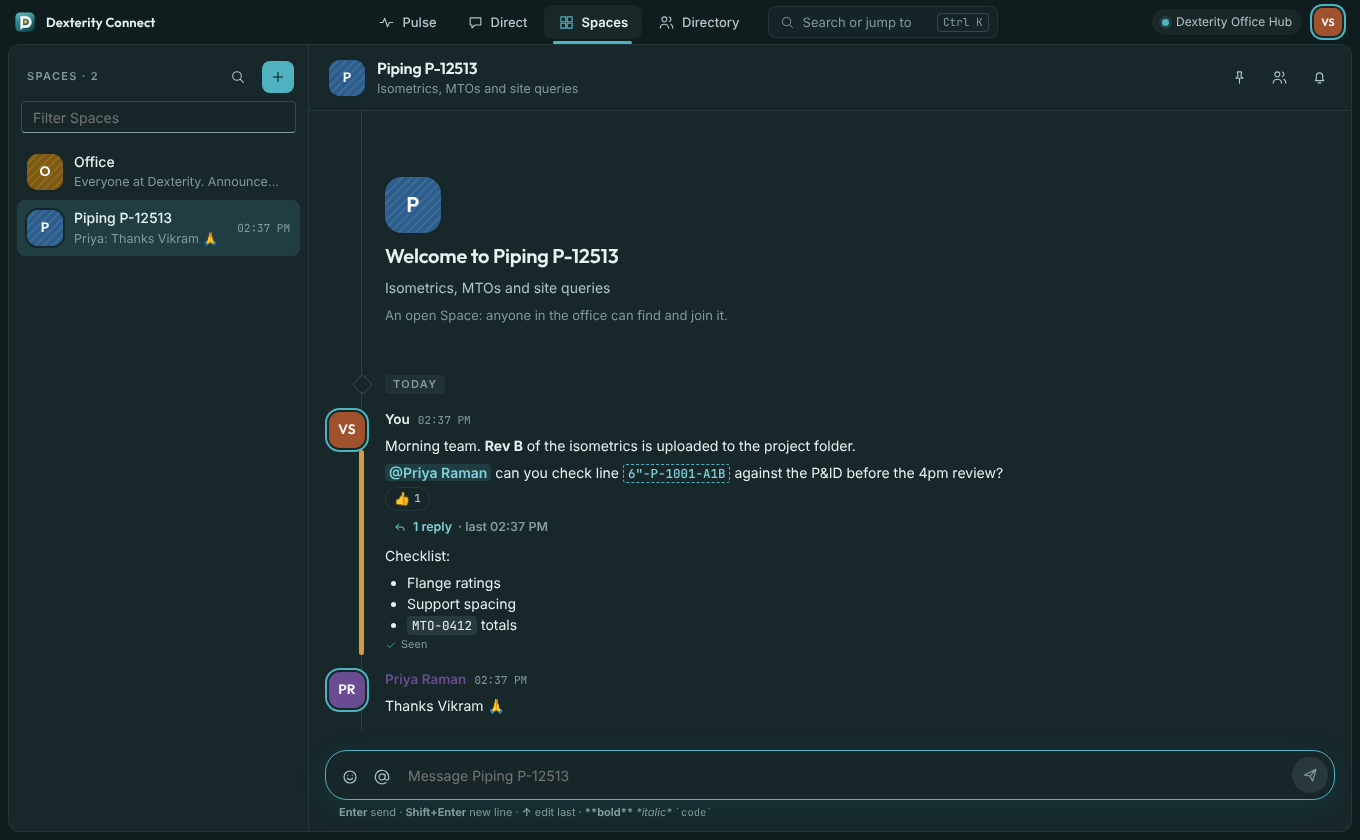 Dexterity Connect
Pulse
Direct
Spaces
Directory
Search or jump to
Ctrl K
Dexterity Office Hub
VS
SPACES · 2
Filter Spaces
O
Office
Everyone at Dexterity. Announce...
P
Piping P-12513
02:37 PM
Priya: Thanks Vikram 🙏
P
Piping P-12513
Isometrics, MTOs and site queries
P
Welcome to Piping P-12513
Isometrics, MTOs and site queries
An open Space: anyone in the office can find and join it.
TODAY
VS
You 02:37 PM
Morning team. Rev B of the isometrics is uploaded to the project folder.
@Priya Raman can you check line 6"-P-1001-A1B against the P&ID before the 4pm review?
👍 1
1 reply · last 02:37 PM
Checklist:
• Flange ratings
• Support spacing
• MTO-0412 totals
✓ Seen
PR
Priya Raman 02:37 PM
Thanks Vikram 🙏
Message Piping P-12513
Enter send · Shift+Enter new line · ↑ edit last · **bold** *italic* `code`